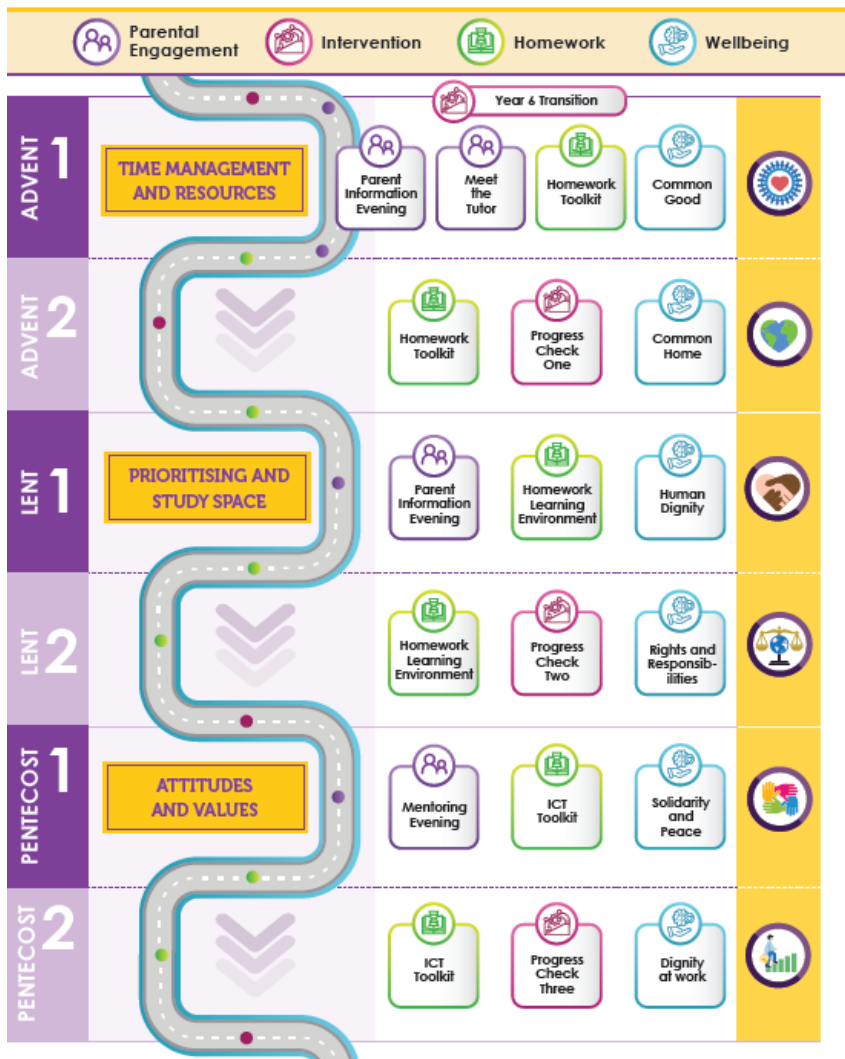 Parental
Engagement
Intervention
Homework
Wellbeing
ADVENT 1
Year 6 Transition
TIME MANAGEMENT
AND RESOURCES
Parent
Information
Evening
Meet
the
Tutor
Homework
Toolkit
Common
Good
ADVENT 2
Homework
Toolkit
Progress
Check
One
Common
Home
LENT 1
PRIORITISING AND
STUDY SPACE
Parent
Information
Evening
Homework
Learning
Environment
Human
Dignity
LENT 2
Homework
Learning
Environment
Progress
Check
Two
Rights and
Responsib-
ilities
PENTECOST 1
ATTITUDES
AND VALUES
Mentoring
Evening
ICT
Toolkit
Solidarity
and
Peace
PENTECOST 2
ICT
Toolkit
Progress
Check
Three
Dignity
at work